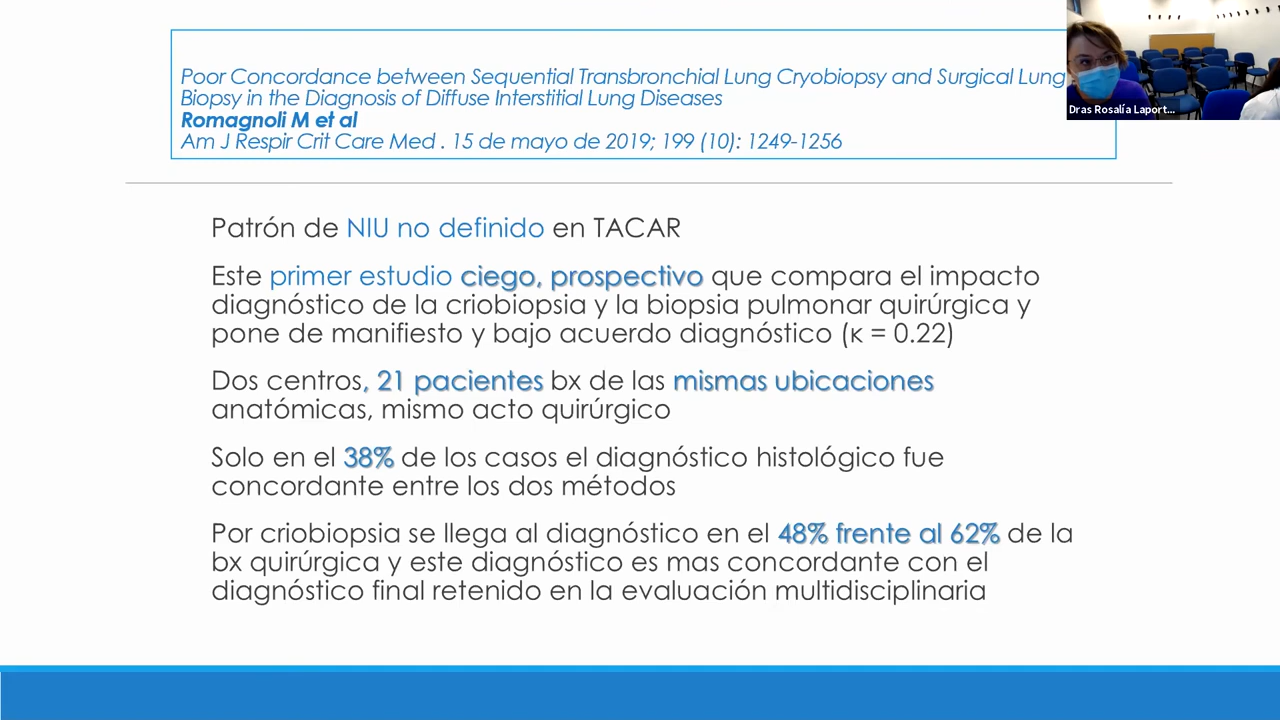 Poor Concordance between Sequential Transbronchial Lung Cryobiopsy and Surgical Lung
Biopsy in the Diagnosis of Diffuse Interstitial Lung Diseases
Romagnoli M et al
Am J Respir Crit Care Med . 15 de mayo de 2019; 199 (10): 1249-1256
Dras Rosalía Laport...
Patrón de NIU no definido en TACAR
Este primer estudio ciego, prospectivo que compara el impacto
diagnóstico de la criobiopsia y la biopsia pulmonar quirúrgica y
pone de manifiesto y bajo acuerdo diagnóstico (κ = 0.22)
Dos centros, 21 pacientes bx de las mismas ubicaciones
anatómicas, mismo acto quirúrgico
Solo en el 38% de los casos el diagnóstico histológico fue
concordante entre los dos métodos
Por criobiopsia se llega al diagnóstico en el 48% frente al 62% de la
bx quirúrgica y este diagnóstico es mas concordante con el
diagnóstico final retenido en la evaluación multidisciplinaria